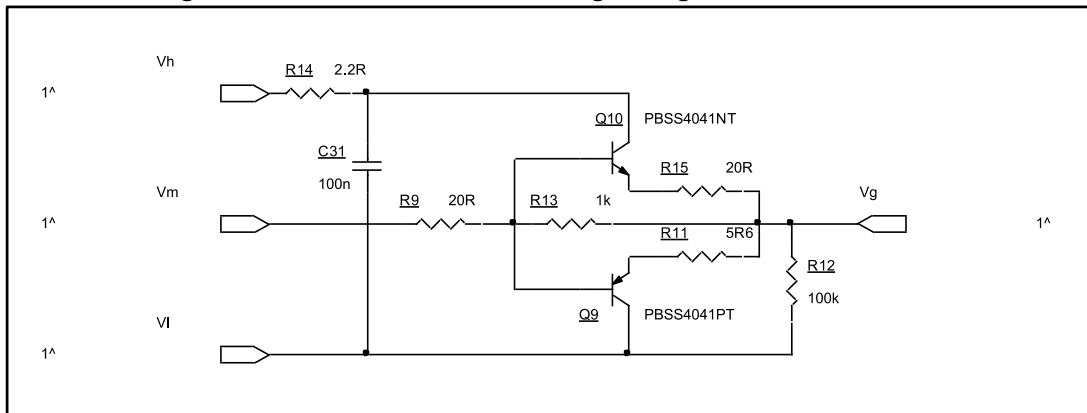 Vh
R14 2.2R
1^
Q10 PBSS4041NT
C31
100n
R15 20R
Vm
R9 20R
R13 1k
Vg
1^
1^
R11 5R6
R12
100k
Vl
Q9 PBSS4041PT
1^